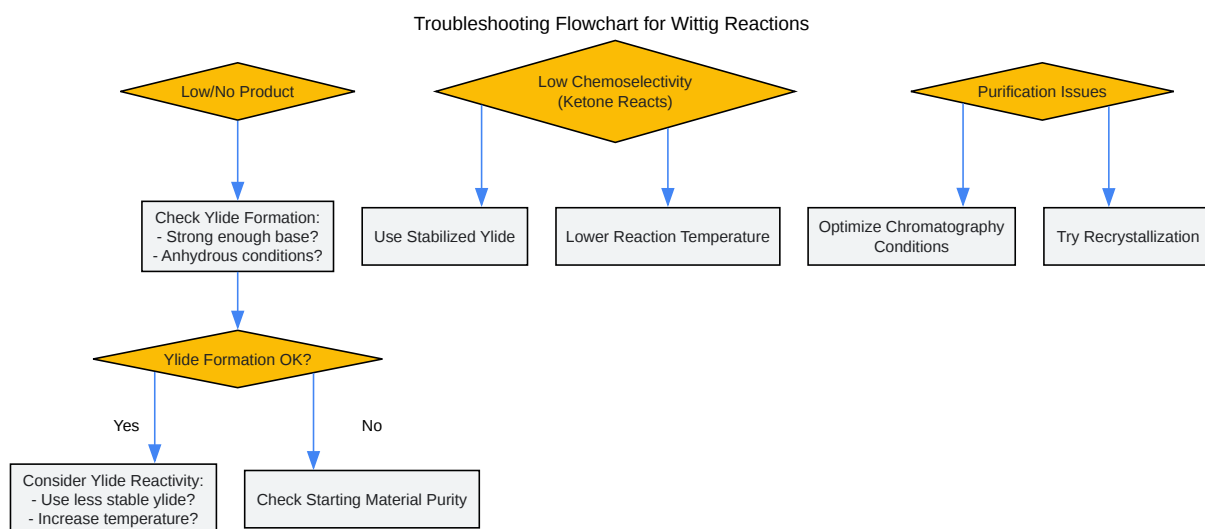 Troubleshooting Flowchart for Wittig Reactions
Low/No Product
Low Chemoselectivity
(Ketone Reacts)
Purification Issues
Check Ylide Formation:
- Strong enough base?
- Anhydrous conditions?
Use Stabilized Ylide
Lower Reaction Temperature
Optimize Chromatography
Conditions
Try Recrystallization
Ylide Formation OK?
Yes
No
Consider Ylide Reactivity:
- Use less stable ylide?
- Increase temperature?
Check Starting Material Purity